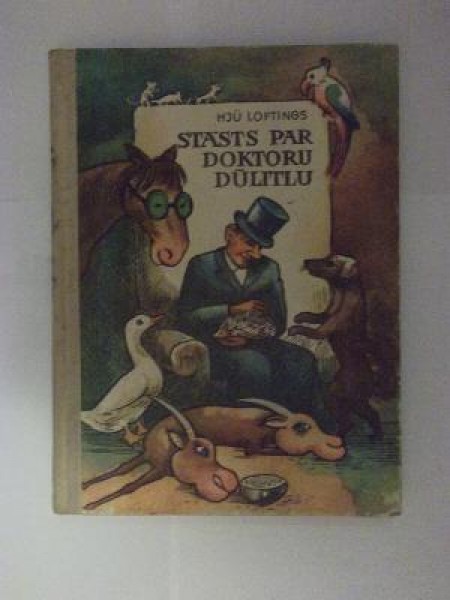 HJŪ LOFTINGS
STĀSTS PAR
DOKTORU
DŪLITLU